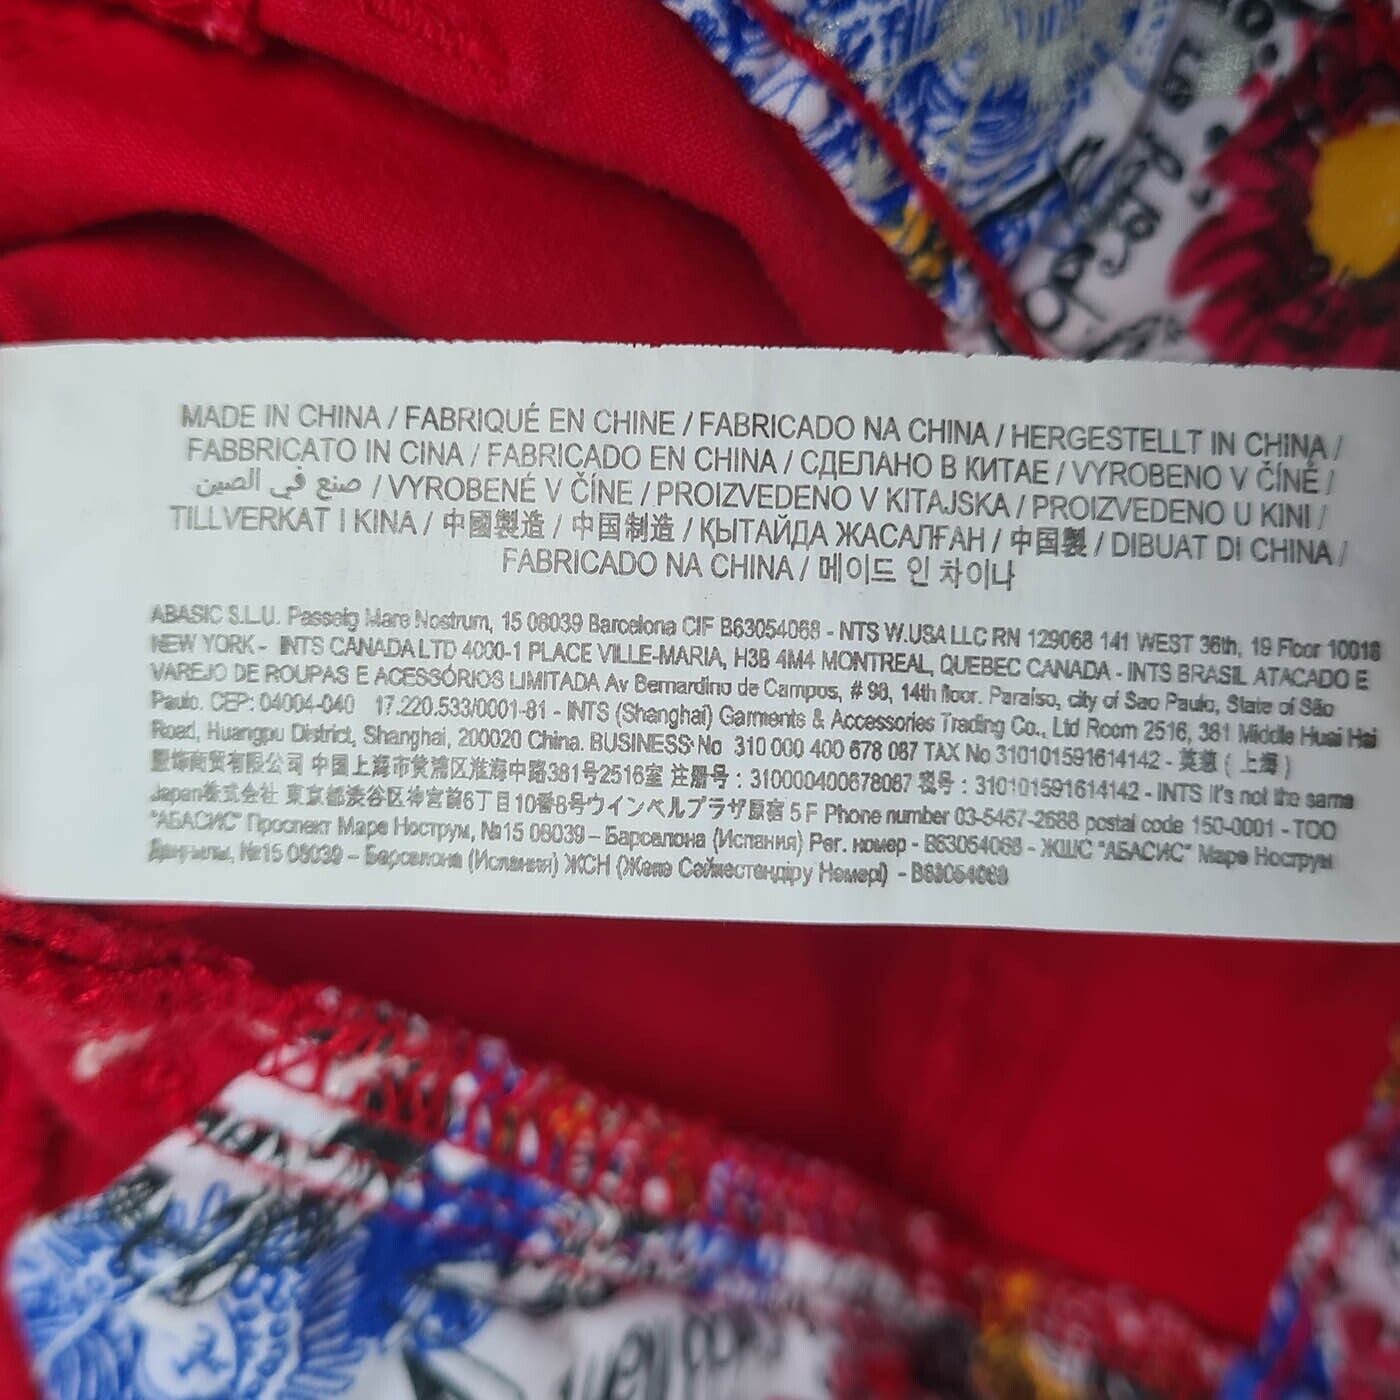 MADE IN CHINA / FABRIQUÉ EN CHINE / FABRICADO NA CHINA / HERGESTELLT IN CHINA /
FABBRICATO IN CINA / FABRICADO EN CHINA / СДЕЛАНО В КИТАЕ / VYROBENO V ČÍNĚ /
صنع في الصين / VYROBENÉ V ČÍNE / PROIZVEDENO V KITAJSKA / PROIZVEDENO U KINI /
TILLVERKAT I KINA / 中國製造 / 中国制造 / ҚЫТАЙДА ЖАСАЛҒАН / 中国製 / DIBUAT DI CHINA /
FABRICADO NA CHINA / 메이드 인 차이나
ABASIC S.L.U. Passeig Mare Nostrum, 15 08039 Barcelona CIF B63054068 - NTS W.USA LLC RN 129068 141 WEST 36th, 19 Floor 10018
NEW YORK - INTS CANADA LTD 4000-1 PLACE VILLE-MARIA, H3B 4M4 MONTREAL, QUEBEC CANADA - INTS BRASIL ATACADO E
VAREJO DE ROUPAS E ACESSÓRIOS LIMITADA Av Bernardino de Campos, # 98, 14th floor. Paraíso, city of Sao Paulo, State of São
Paulo. CEP: 04004-040 17.220.533/0001-81 - INTS (Shanghai) Garments & Accessories Trading Co., Ltd Room 2516, 381 Middle Huai Hai
Road, Huangpu District, Shanghai, 200020 China. BUSINESS No 310 000 400 678 087 TAX No 310101591614142 - 英慈 ( 上海 )
服饰商贸有限公司 中国上海市黄浦区淮海中路381号2516室 注册号 : 310000400678087 税号 : 310101591614142 - INTS It's not the same
Japan株式会社 東京都渋谷区神宮前6丁目10番8号ウインベルプラザ原宿 5 F Phone number 03-5467-2688 postal code 150-0001 - ТОО
"АБАСИС" Проспект Маре Нострум, №15 08039 – Барселона (Испания) Рег. номер - B63054068 - ЖШС "АБАСИС" Маре Нострум
Даңғылы, №15 08039 – Барселона (Испания) ЖСН (Жеке Сәйкестендіру Нөмері) - B63054068